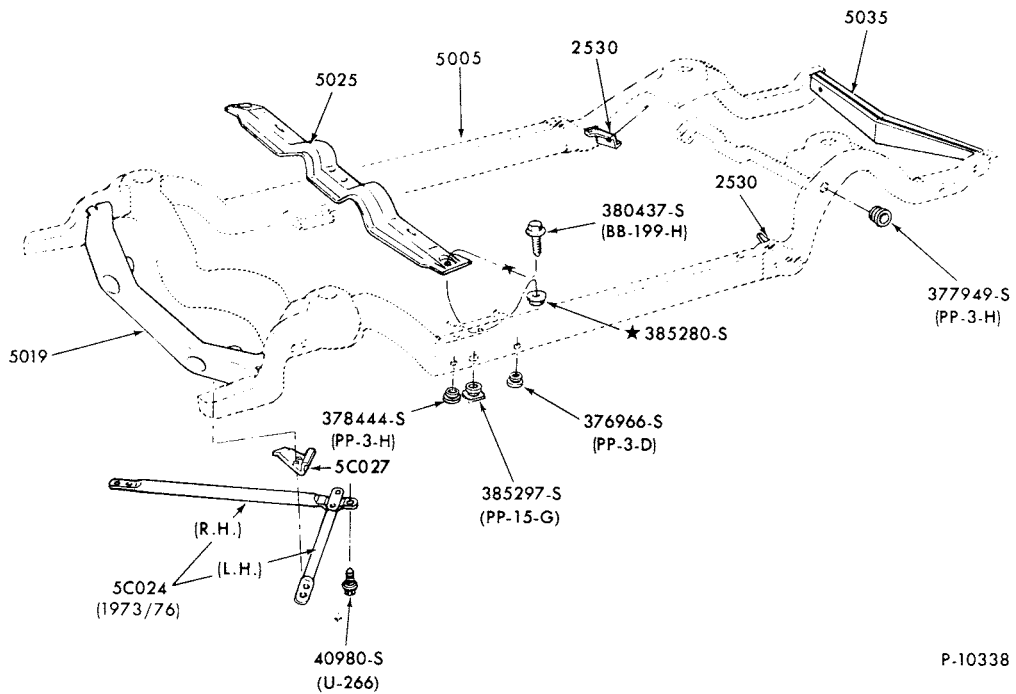 5035
2530
5005
5025
2530
380437-S
(BB-199-H)
377949-S
(PP-3-H)
★ 385280-S
5019
378444-S
(PP-3-H)
376966-S
(PP-3-D)
5C027
385297-S
(PP-15-G)
(R.H.)
(L.H.)
5C024
(1973/76)
40980-S
(U-266)
P-10338